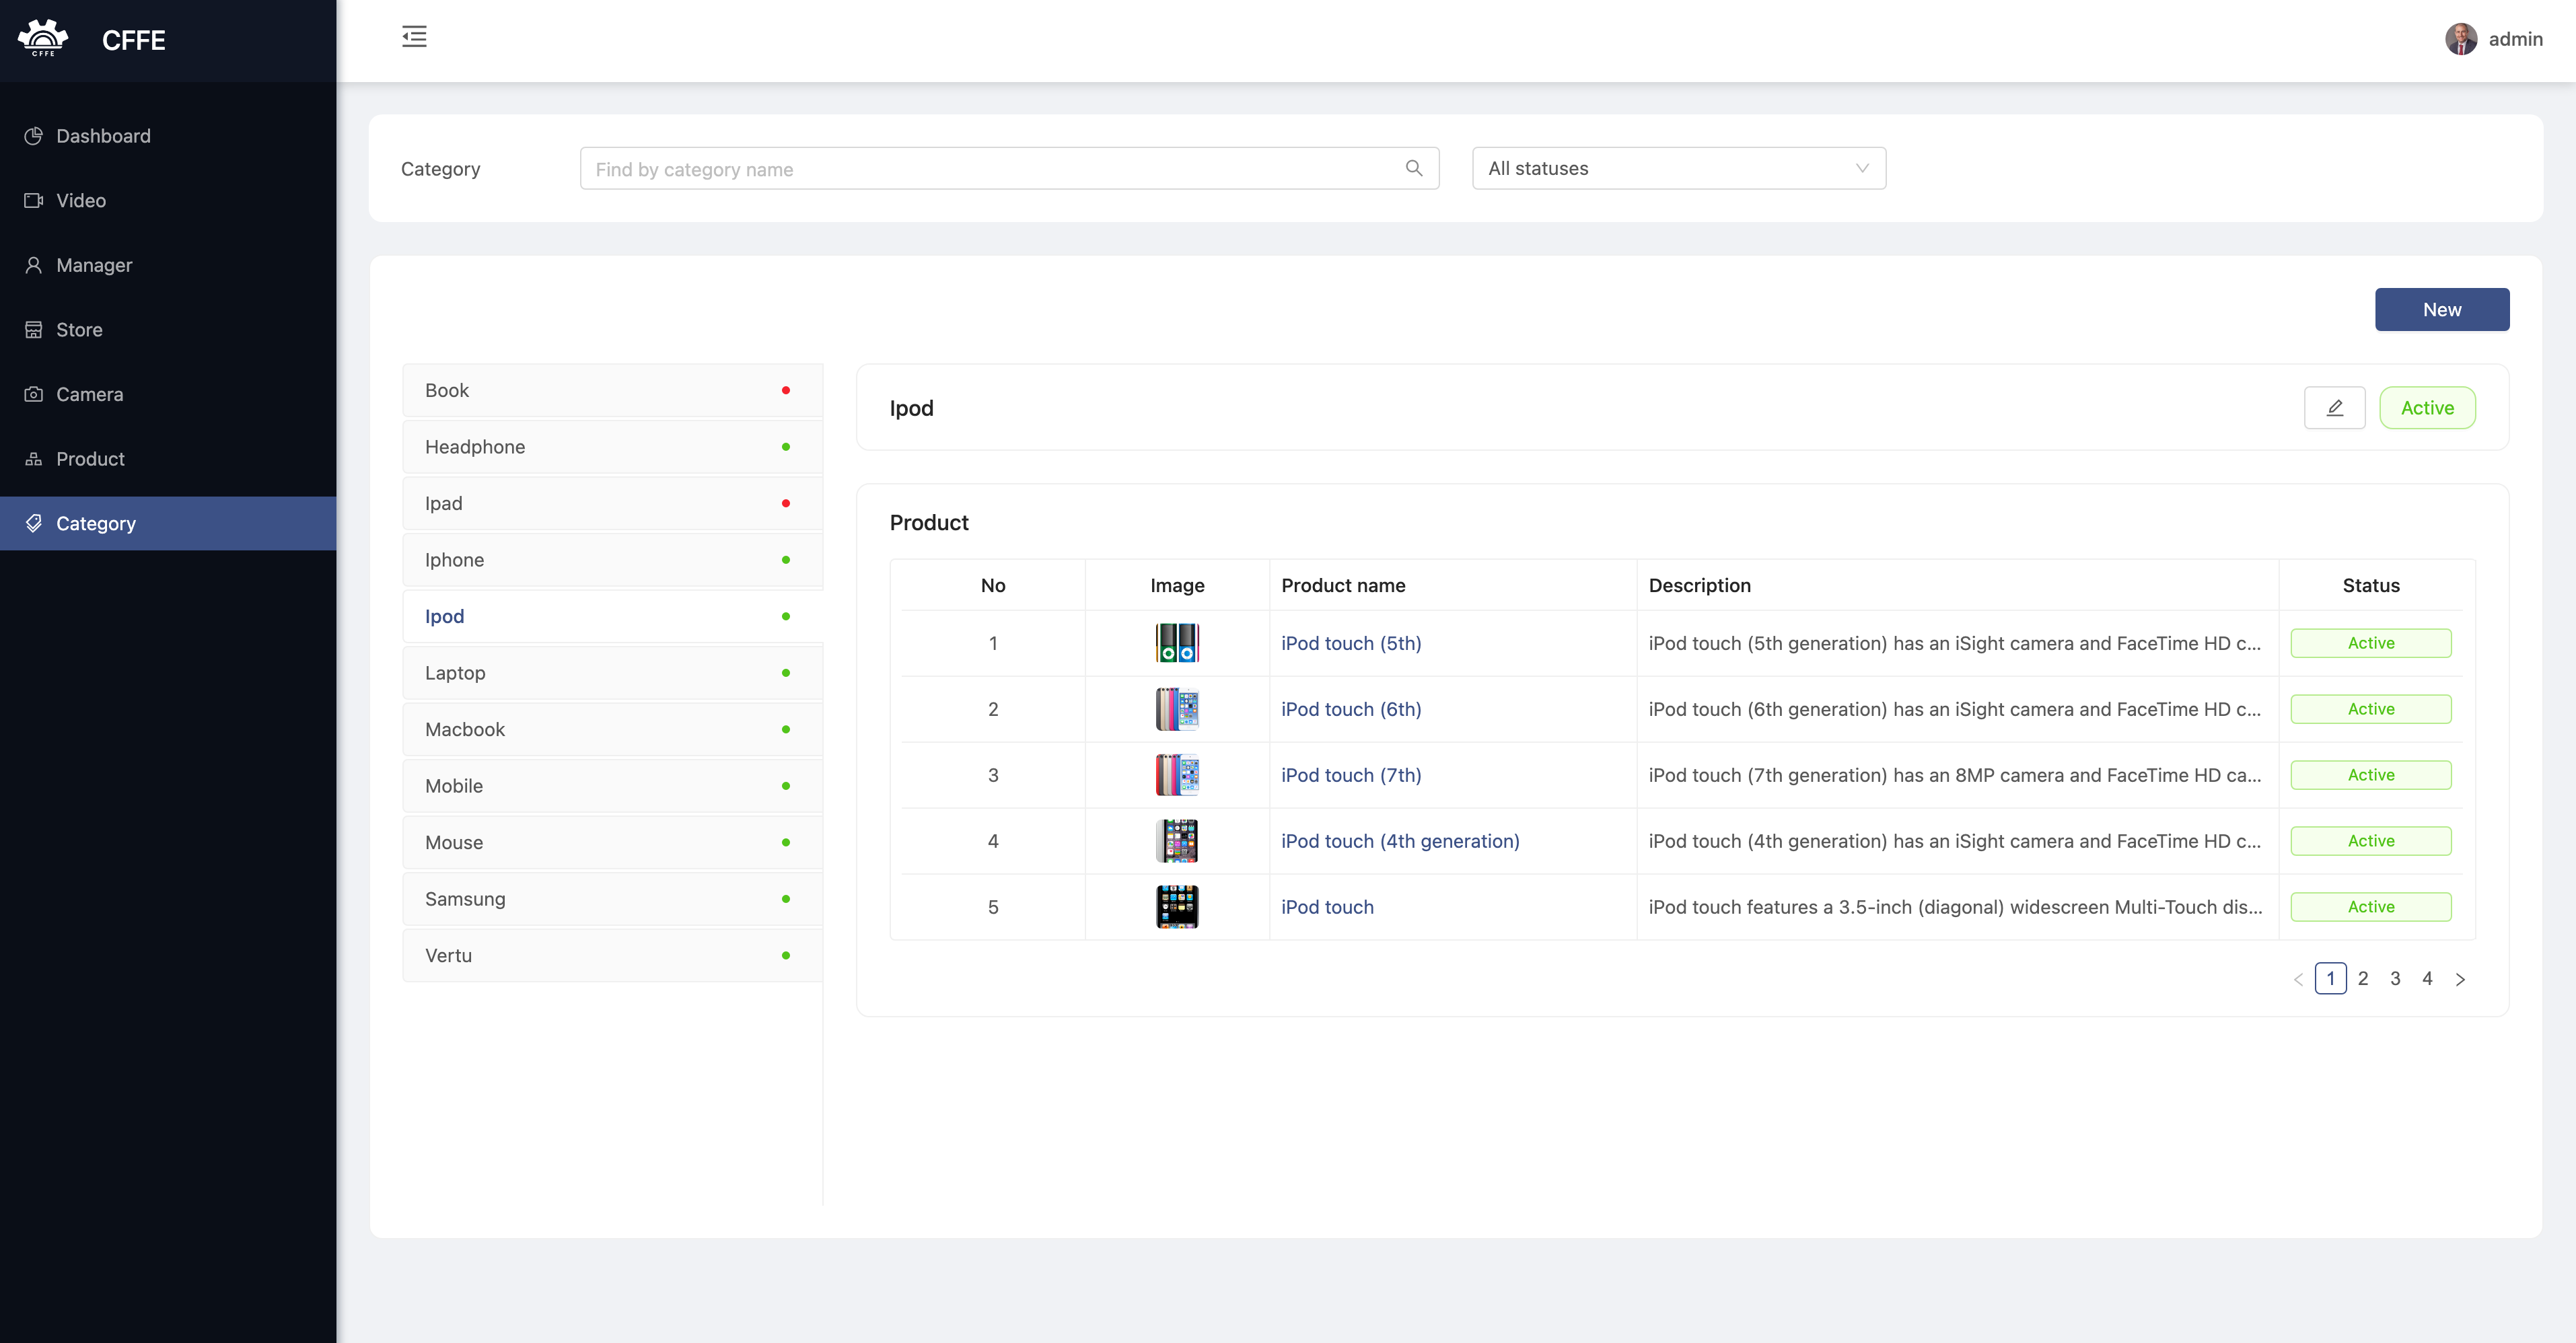 CFFE
CFFE
admin
Dashboard
Video
Manager
Store
Camera
Product
Category
Category
Find by category name
All statuses
New
Book
Headphone
Ipad
Iphone
Ipod
Laptop
Macbook
Mobile
Mouse
Samsung
Vertu
Ipod
Active
Product
No Image Product name Description Status
1 iPod touch (5th) iPod touch (5th generation) has an iSight camera and FaceTime HD c... Active
2 iPod touch (6th) iPod touch (6th generation) has an iSight camera and FaceTime HD c... Active
3 iPod touch (7th) iPod touch (7th generation) has an 8MP camera and FaceTime HD ca... Active
4 iPod touch (4th generation) iPod touch (4th generation) has an iSight camera and FaceTime HD c... Active
5 iPod touch iPod touch features a 3.5-inch (diagonal) widescreen Multi-Touch dis... Active
< 1 2 3 4 >